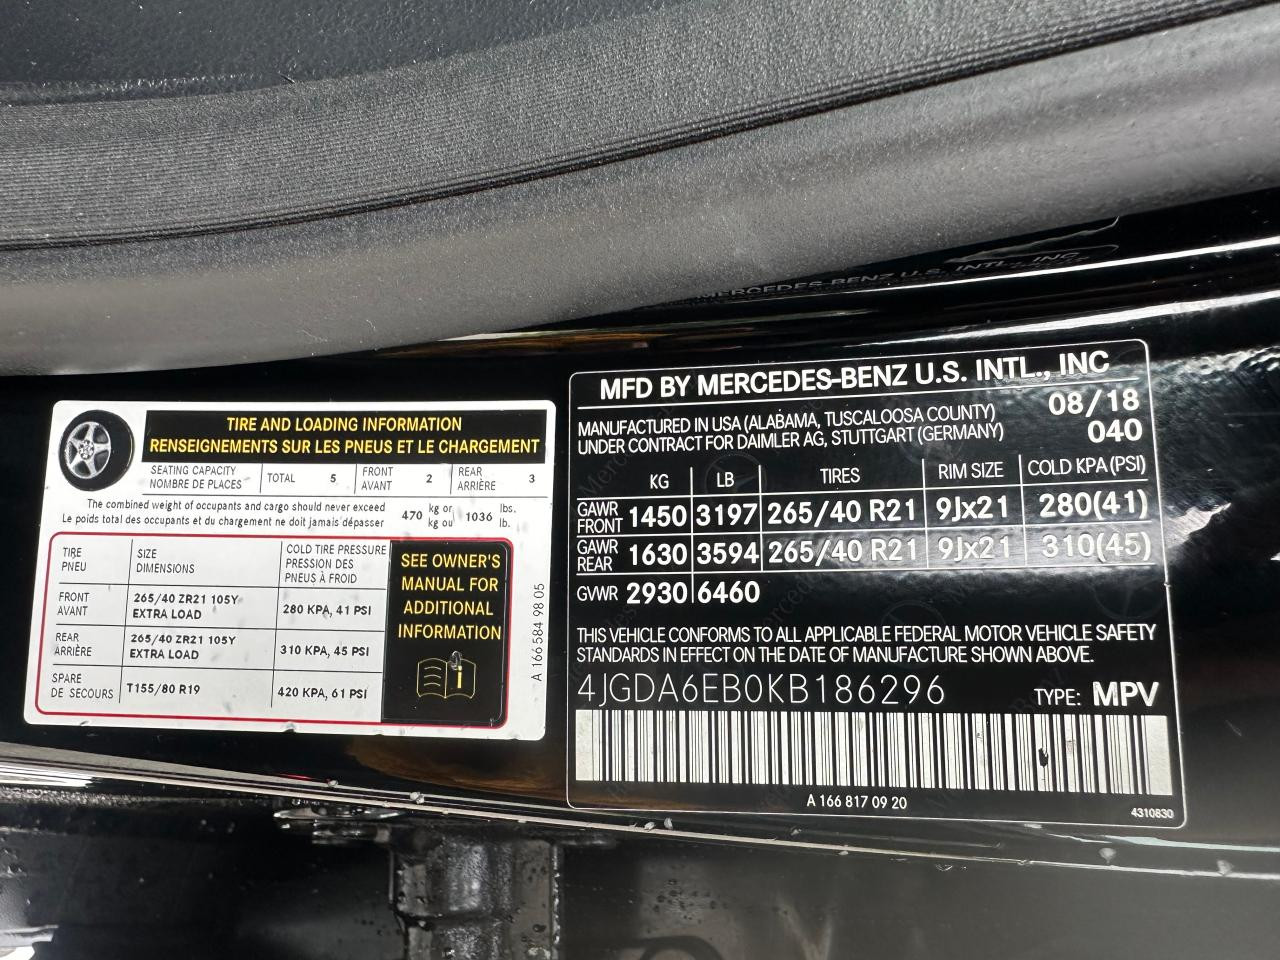 TIRE AND LOADING INFORMATION
RENSEIGNEMENTS SUR LES PNEUS ET LE CHARGEMENT
SEATING CAPACITY
NOMBRE DE PLACES
TOTAL 5
FRONT
AVANT
2
REAR
ARRIÈRE
3
The combined weight of occupants and cargo should never exceed
Le poids total des occupants et du chargement ne doit jamais dépasser
470 kg or
kg ou
1036 lbs.
lb.
TIRE
PNEU
SIZE
DIMENSIONS
COLD TIRE PRESSURE
PRESSION DES
PNEUS À FROID
FRONT
AVANT
265/40 ZR21 105Y
EXTRA LOAD
280 KPA, 41 PSI
REAR
ARRIÈRE
265/40 ZR21 105Y
EXTRA LOAD
310 KPA, 45 PSI
SPARE
DE SECOURS
T155/80 R19
420 KPA, 61 PSI
SEE OWNER'S
MANUAL FOR
ADDITIONAL
INFORMATION
A 166 584 98 05
MERCEDES-BENZ U.S. INTL., INC
MFD BY MERCEDES-BENZ U.S. INTL., INC
MANUFACTURED IN USA (ALABAMA, TUSCALOOSA COUNTY)
UNDER CONTRACT FOR DAIMLER AG, STUTTGART (GERMANY)
08/18
040
KG LB TIRES RIM SIZE COLD KPA(PSI)
GAWR
FRONT
1450 3197 265/40 R21 9Jx21 280(41)
GAWR
REAR
1630 3594 265/40 R21 9Jx21 310(45)
GVWR 2930 6460
THIS VEHICLE CONFORMS TO ALL APPLICABLE FEDERAL MOTOR VEHICLE SAFETY
STANDARDS IN EFFECT ON THE DATE OF MANUFACTURE SHOWN ABOVE.
4JGDA6EB0KB186296 TYPE: MPV
A 166 817 09 20
4310830